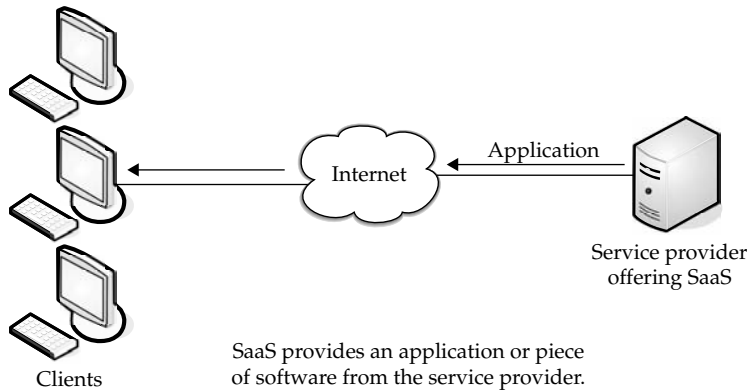 Application
Internet
Service provider
offering SaaS
Clients
SaaS provides an application or piece
of software from the service provider.